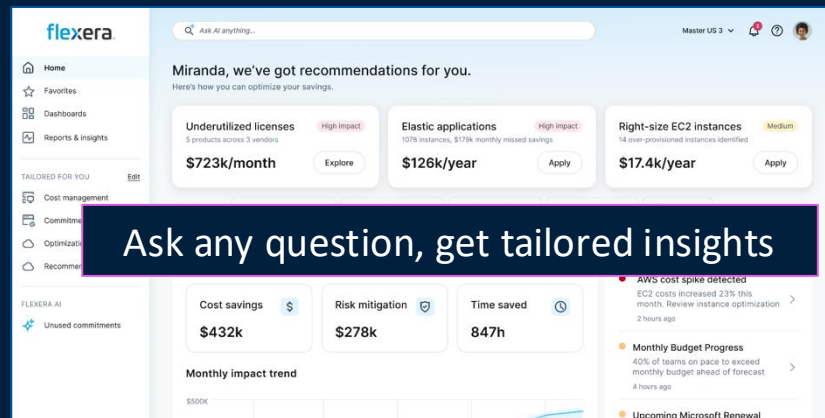 flexera
Ask AI anything...
Master US 3
2
Home
Favorites
Dashboards
Reports & insights
TAILORED FOR YOU
Edit
Cost management
Miranda, we've got recommendations for you.
Here's how you can optimize your savings.
Underutilized licenses
High impact
5 products across 3 vendors
$723k/month
Explore
Elastic applications
High impact
1078 instances, $179k monthly missed savings
$126k/year
Apply
Right-size EC2 instances
Medium
14 over-provisioned instances identified
$17.4k/year
Apply
Ask any question, get tailored insights
FLEXERA AI
Unused commitments
Cost savings
$
$432k
Risk mitigation
$278k
Time saved
847h
Monthly impact trend
$500K
AWS cost spike detected
EC2 costs increased 23% this
month. Review instance optimization
2 hours ago
Monthly Budget Progress
40% of teams on pace to exceed
monthly budget ahead of forecast
4 hours ago
Upcoming Microsoft Renewal